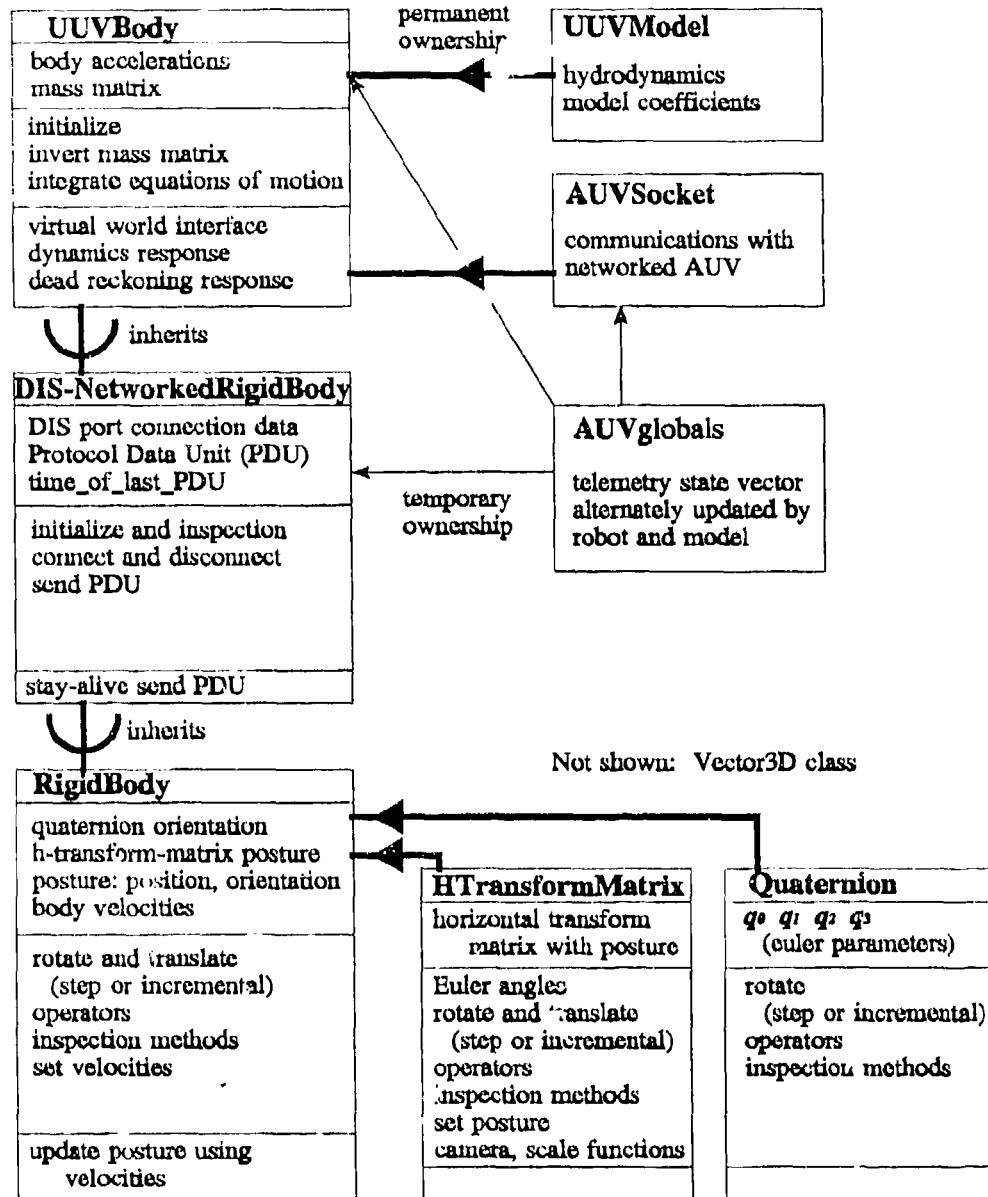 UUVBody
body accelerations
mass matrix
initialize
invert mass matrix
integrate equations of motion
virtual world interface
dynamics response
dead reckoning response
permanent
ownership
UUVModel
hydrodynamics
model coefficients
AUVSocket
communications with
networked AUV
inherits
DIS-NetworkedRigidBody
DIS port connection data
Protocol Data Unit (PDU)
time_of_last_PDU
initialize and inspection
connect and disconnect
send PDU
stay-alive send PDU
temporary
ownership
AUVglobals
telemetry state vector
alternately updated by
robot and model
inherits
Not shown: Vector3D class
RigidBody
quaternion orientation
h-transform-matrix posture
posture: position, orientation
body velocities
rotate and translate
(step or incremental)
operators
inspection methods
set velocities
update posture using
velocities
HTransformMatrix
horizontal transform
matrix with posture
Euler angles
rotate and translate
(step or incremental)
operators
inspection methods
set posture
camera, scale functions
Quaternion
q0 q1 q2 q3
(euler parameters)
rotate
(step or incremental)
operators
inspection methods